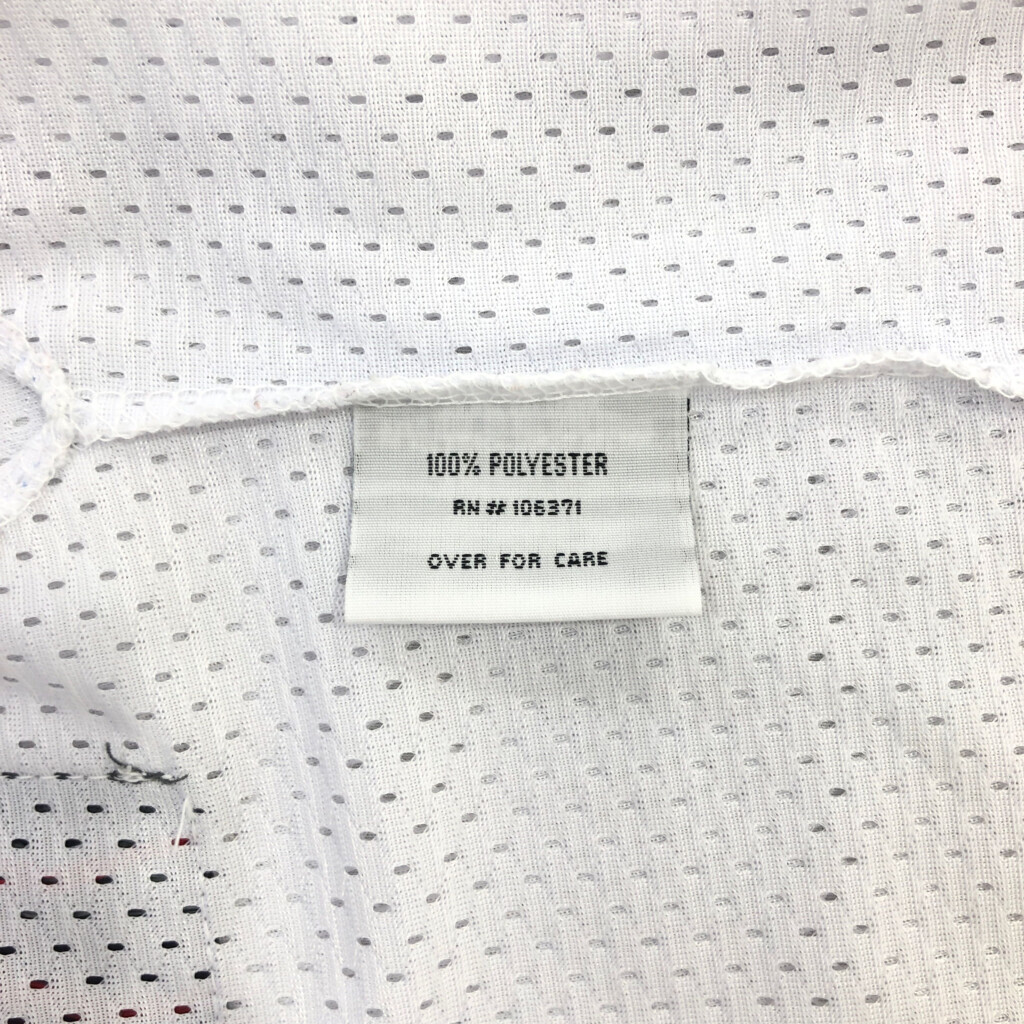 100% POLYESTER
RN # 106371
OVER FOR CARE